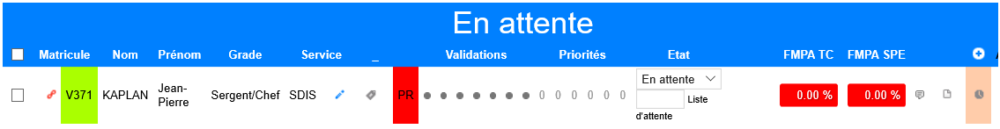 En attente
Matricule Nom Prénom Grade Service _ Validations Priorités Etat FMPA TC FMPA SPE
V371 KAPLAN Jean-Pierre Sergent/Chef SDIS PR 0 0 0 0 0 0 En attente 0.00 % 0.00 %
Liste
d'attente